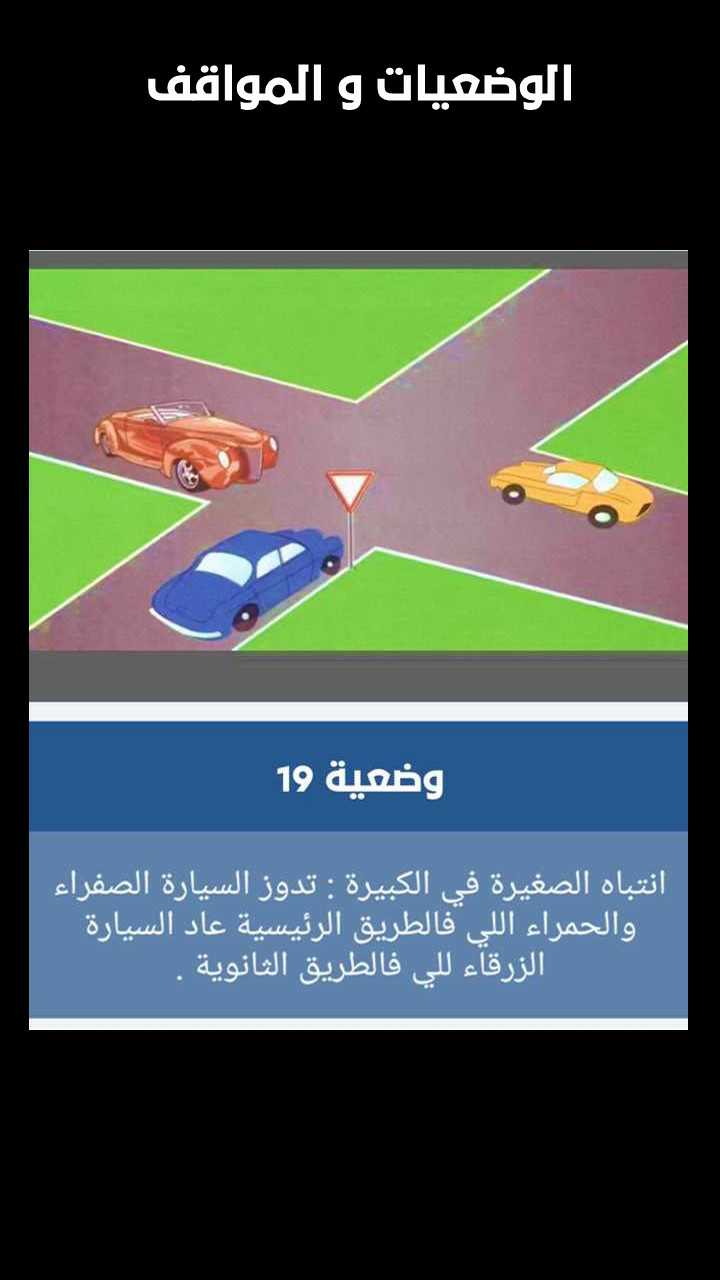 الوضعيات و المواقف
وضعية 19
انتباه الصغيرة في الكبيرة : تدوز السيارة الصفراء
والحمراء اللي فالطريق الرئيسية عاد السيارة
الزرقاء للي فالطريق الثانوية .